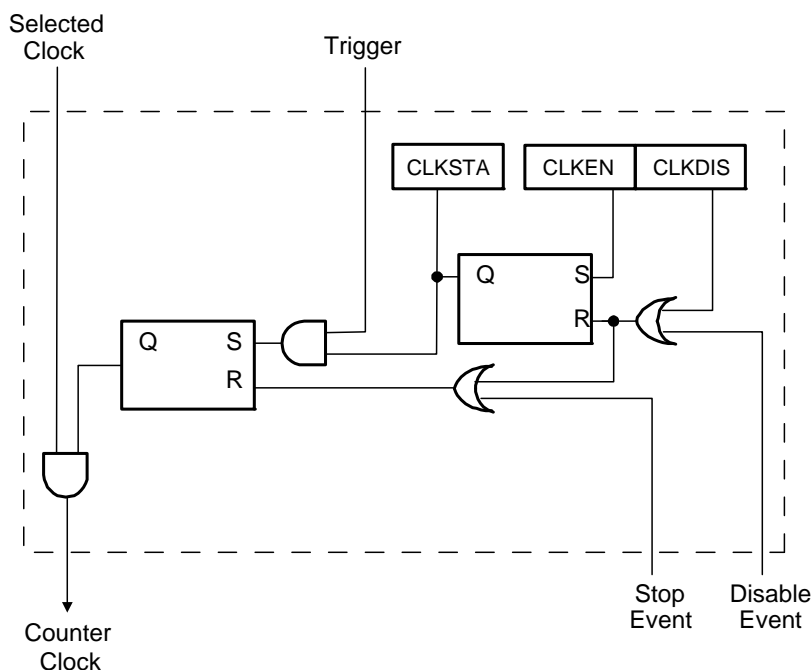 Selected
Clock
Trigger
CLKSTA
CLKEN
CLKDIS
Q
S
R
Q
S
R
Stop
Event
Disable
Event
Counter
Clock